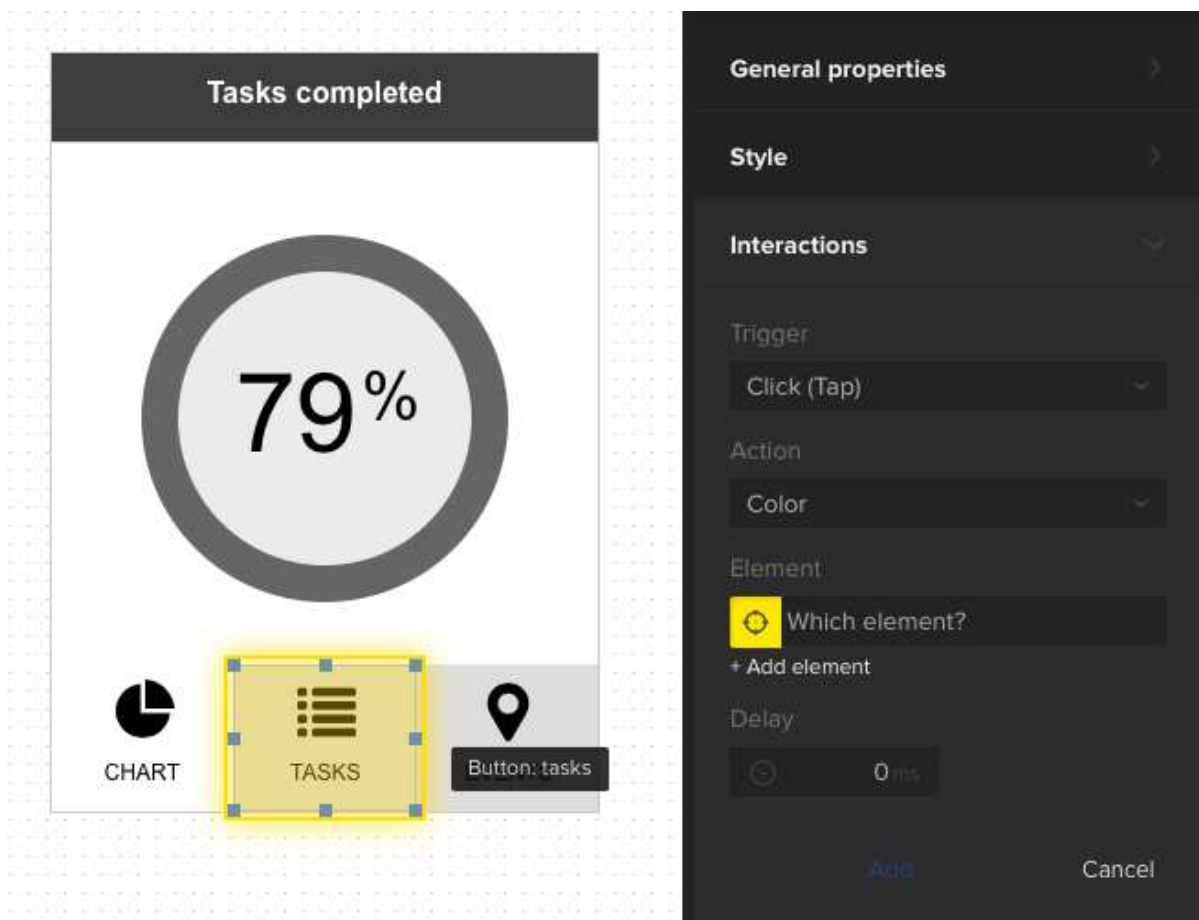 Tasks completed
79%
CHART
TASKS
Button: tasks
General properties
Style
Interactions
Trigger
Click (Tap)
Action
Color
Element
Which element?
+ Add element
Delay
0 ms
Add
Cancel